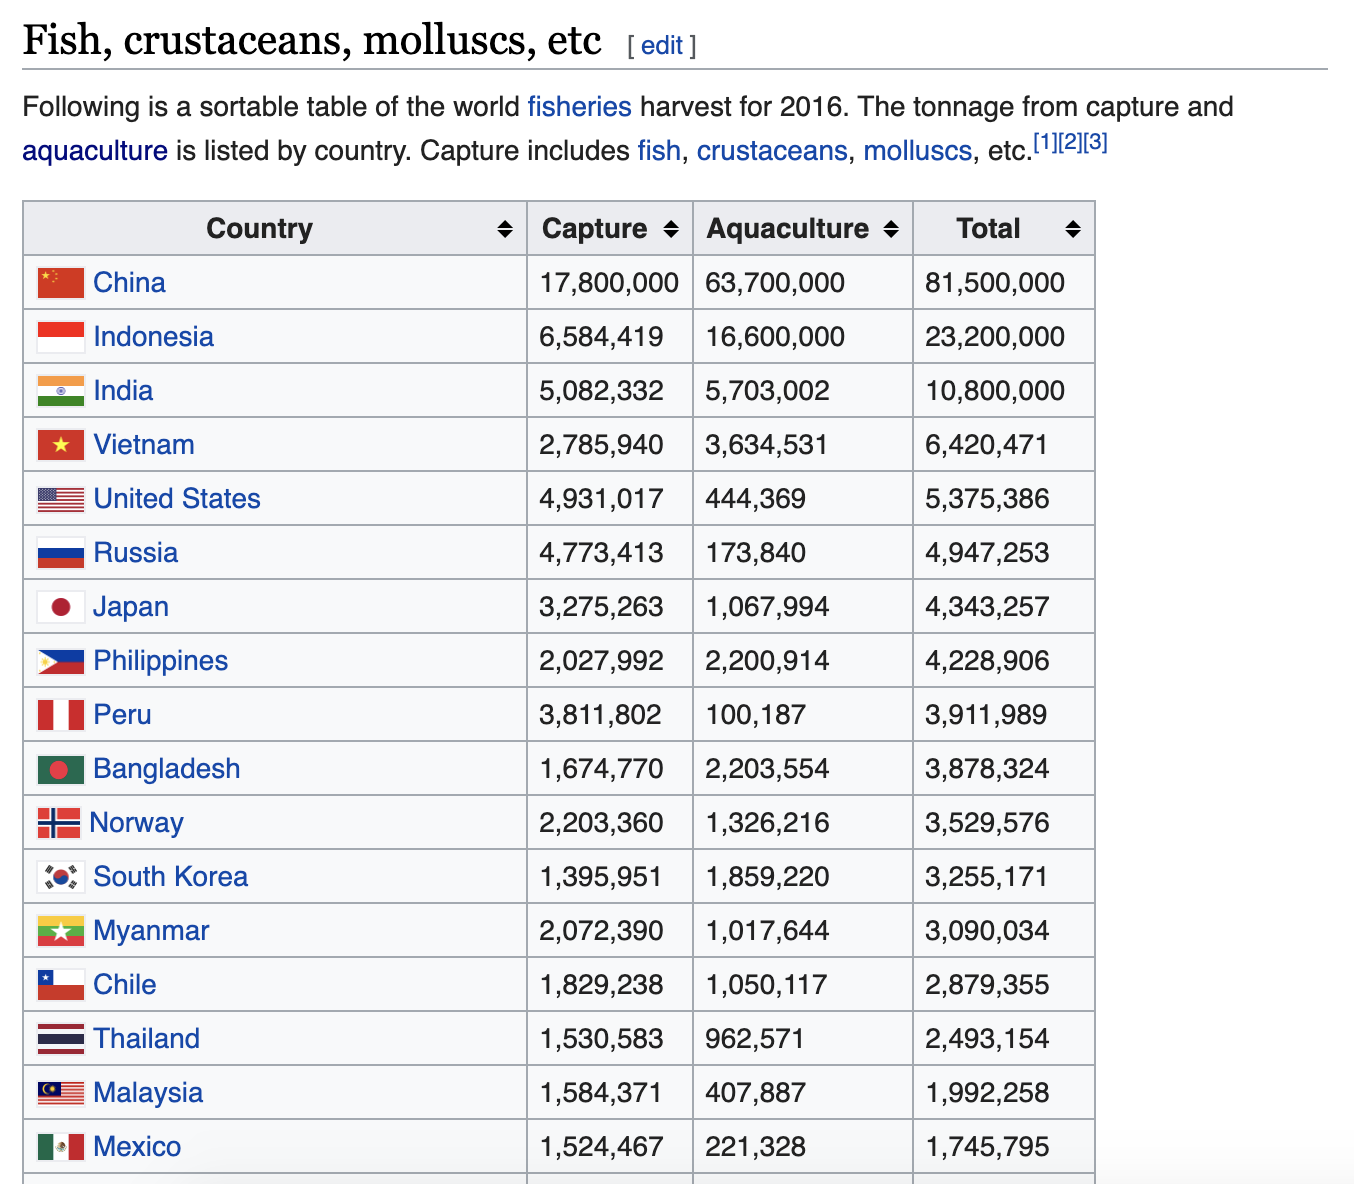 Fish, crustaceans, molluscs, etc [ edit ]
Following is a sortable table of the world fisheries harvest for 2016. The tonnage from capture and
aquaculture is listed by country. Capture includes fish, crustaceans, molluscs, etc.[1][2][3]
Country Capture Aquaculture Total
China 17,800,000 63,700,000 81,500,000
Indonesia 6,584,419 16,600,000 23,200,000
India 5,082,332 5,703,002 10,800,000
Vietnam 2,785,940 3,634,531 6,420,471
United States 4,931,017 444,369 5,375,386
Russia 4,773,413 173,840 4,947,253
Japan 3,275,263 1,067,994 4,343,257
Philippines 2,027,992 2,200,914 4,228,906
Peru 3,811,802 100,187 3,911,989
Bangladesh 1,674,770 2,203,554 3,878,324
Norway 2,203,360 1,326,216 3,529,576
South Korea 1,395,951 1,859,220 3,255,171
Myanmar 2,072,390 1,017,644 3,090,034
Chile 1,829,238 1,050,117 2,879,355
Thailand 1,530,583 962,571 2,493,154
Malaysia 1,584,371 407,887 1,992,258
Mexico 1,524,467 221,328 1,745,795